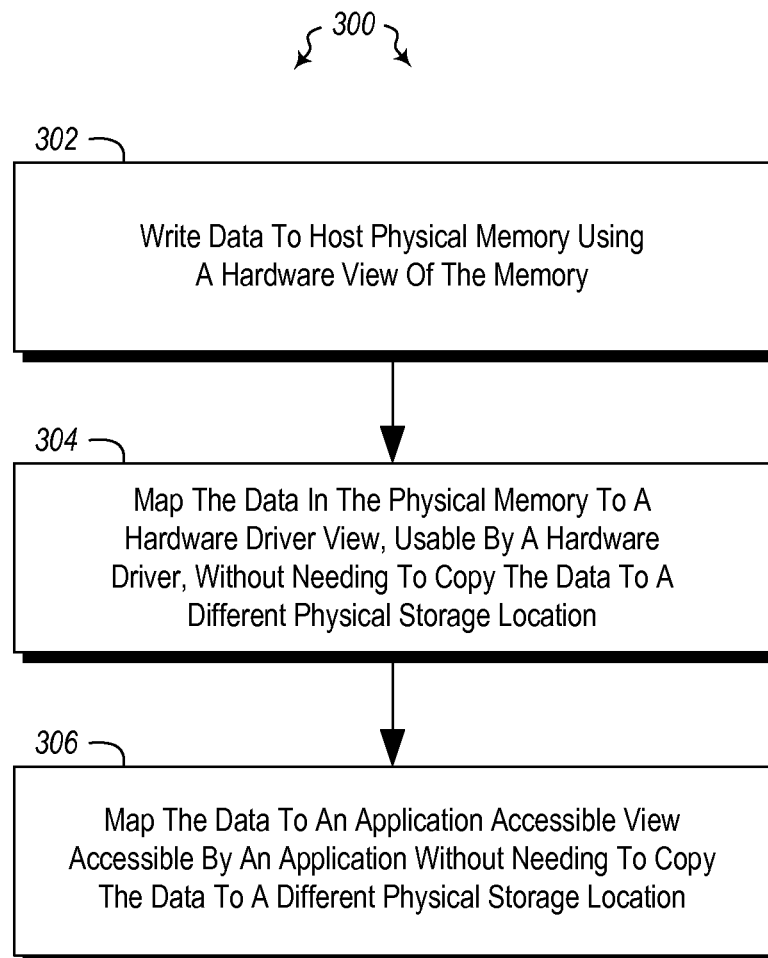 300
302
Write Data To Host Physical Memory Using
A Hardware View Of The Memory
304
Map The Data In The Physical Memory To A
Hardware Driver View, Usable By A Hardware
Driver, Without Needing To Copy The Data To A
Different Physical Storage Location
306
Map The Data To An Application Accessible View
Accessible By An Application Without Needing To Copy
The Data To A Different Physical Storage Location